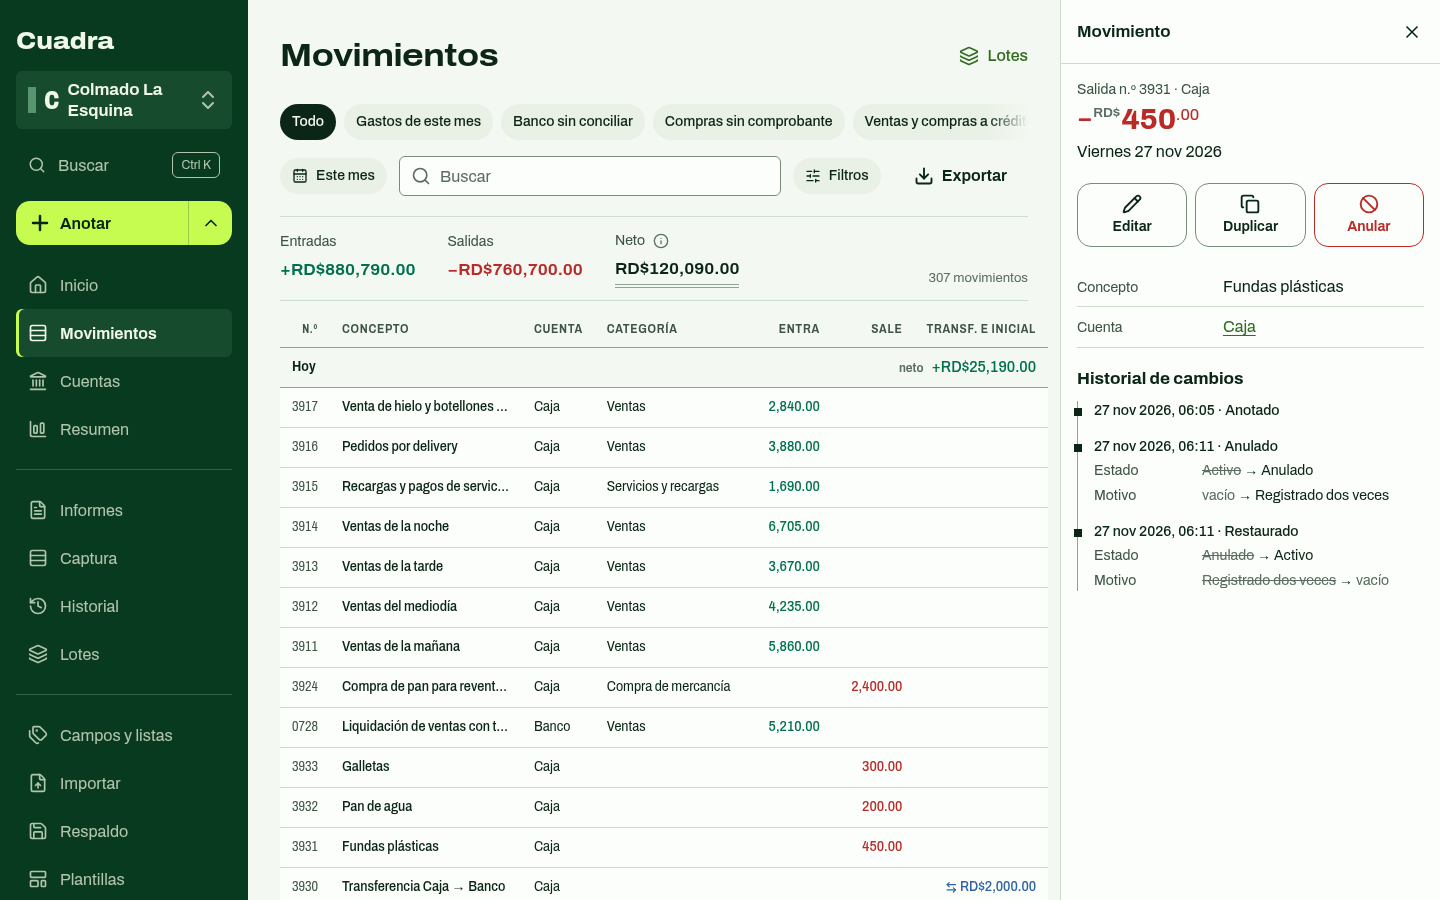 Cuadra
C
Colmado La
Esquina
Buscar
Ctrl K
Anotar
Inicio
Movimientos
Cuentas
Resumen
Informes
Captura
Historial
Lotes
Campos y listas
Importar
Respaldo
Plantillas
Movimientos
Lotes
Todo
Gastos de este mes
Banco sin conciliar
Compras sin comprobante
Ventas y compras a crédit
Este mes
Buscar
Filtros
Exportar
Entradas
+RD$880,790.00
Salidas
−RD$760,700.00
Neto
RD$120,090.00
307 movimientos
N.º CONCEPTO CUENTA CATEGORÍA ENTRA SALE TRANSF. E INICIAL
Hoy neto +RD$25,190.00
3917 Venta de hielo y botellones ... Caja Ventas 2,840.00
3916 Pedidos por delivery Caja Ventas 3,880.00
3915 Recargas y pagos de servic... Caja Servicios y recargas 1,690.00
3914 Ventas de la noche Caja Ventas 6,705.00
3913 Ventas de la tarde Caja Ventas 3,670.00
3912 Ventas del mediodía Caja Ventas 4,235.00
3911 Ventas de la mañana Caja Ventas 5,860.00
3924 Compra de pan para revent... Caja Compra de mercancía 2,400.00
0728 Liquidación de ventas con t... Banco Ventas 5,210.00
3933 Galletas Caja 300.00
3932 Pan de agua Caja 200.00
3931 Fundas plásticas Caja 450.00
3930 Transferencia Caja → Banco Caja ⇆ RD$2,000.00
Movimiento
Salida n.º 3931 · Caja
−RD$450.00
Viernes 27 nov 2026
Editar
Duplicar
Anular
Concepto Fundas plásticas
Cuenta Caja
Historial de cambios
27 nov 2026, 06:05 · Anotado
27 nov 2026, 06:11 · Anulado
Estado Activo → Anulado
Motivo vacío → Registrado dos veces
27 nov 2026, 06:11 · Restaurado
Estado Anulado → Activo
Motivo Registrado dos veces → vacío